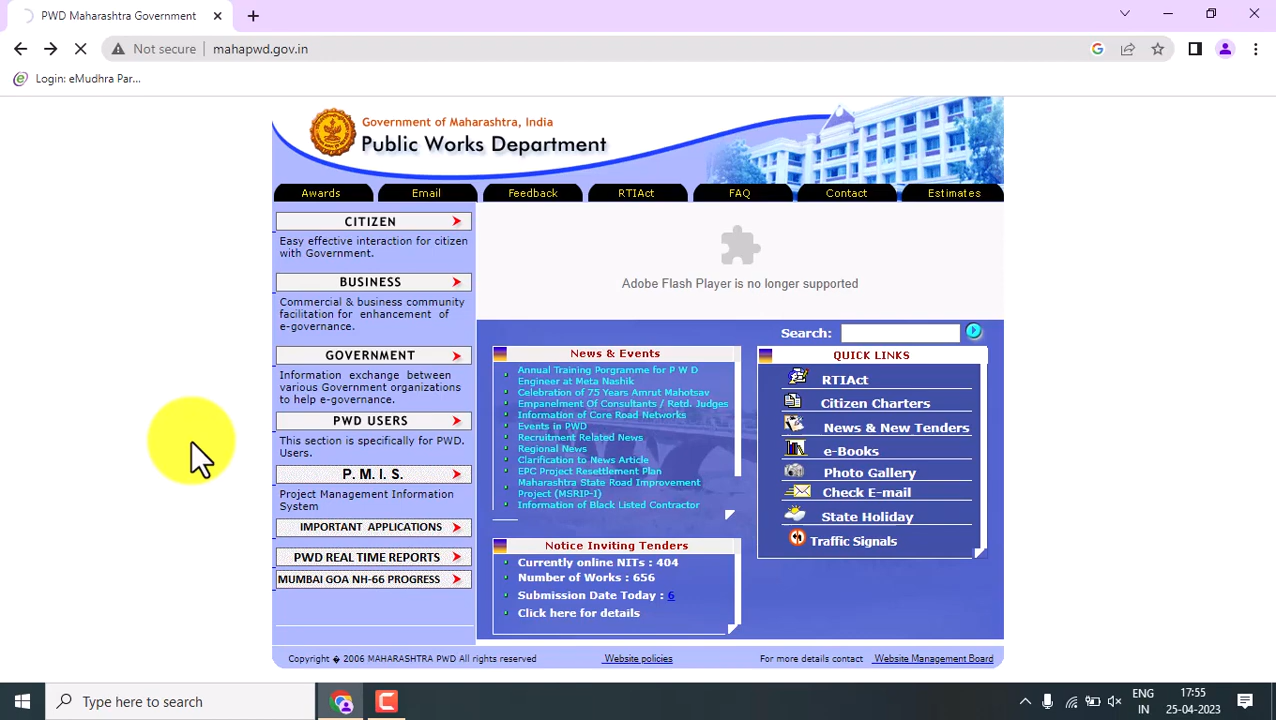 PWD Maharashtra Government
Not secure mahapwd.gov.in
Login: eMudhra Par...
Government of Maharashtra, India
Public Works Department
Awards Email Feedback RTIAct FAQ Contact Estimates
CITIZEN
Easy effective interaction for citizen
with Government.
BUSINESS
Commercial & business community
facilitation for enhancement of
e-governance.
GOVERNMENT
Information exchange between
various Government organizations
to help e-governance.
PWD USERS
This section is specifically for PWD.
Users.
P. M. I. S.
Project Management Information
System
IMPORTANT APPLICATIONS
PWD REAL TIME REPORTS
MUMBAI GOA NH-66 PROGRESS
Adobe Flash Player is no longer supported
Search:
News & Events
Annual Training Porgramme for P W D
Engineer at Meta Nashik
Celebration of 75 Years Amrut Mahotsav
Empanelment Of Consultants / Retd. Judges
Information of Core Road Networks
Events in PWD
Recruitment Related News
Regional News
Clarification to News Article
EPC Project Resettlement Plan
Maharashtra State Road Improvement
Project (MSRIP-I)
Information of Black Listed Contractor
Notice Inviting Tenders
Currently online NITs : 404
Number of Works : 656
Submission Date Today : 6
Click here for details
QUICK LINKS
RTIAct
Citizen Charters
News & New Tenders
e-Books
Photo Gallery
Check E-mail
State Holiday
Traffic Signals
Copyright � 2006 MAHARASHTRA PWD All rights reserved Website policies For more details contact Website Management Board
Type here to search
ENG
IN
17:55
25-04-2023